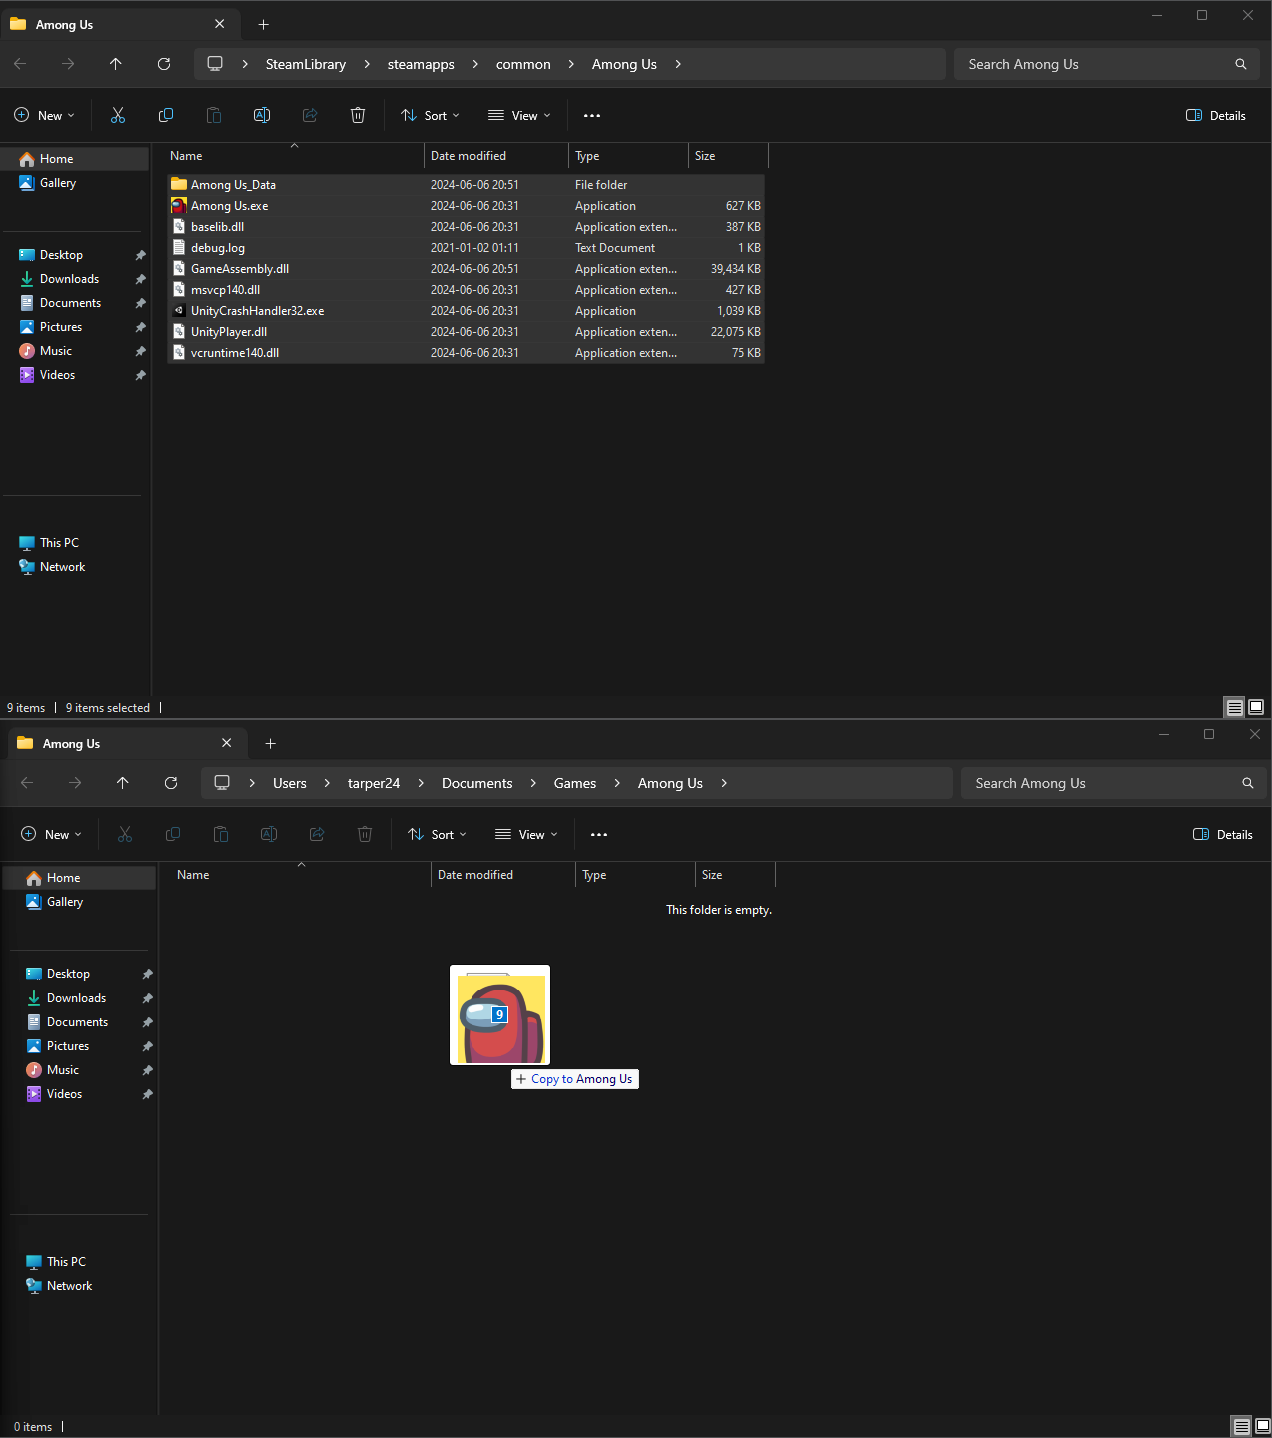 Among Us
SteamLibrary steamapps common Among Us Search Among Us
New Sort View Details
Home
Gallery
Desktop
Downloads
Documents
Pictures
Music
Videos
This PC
Network
Name Date modified Type Size
Among Us_Data 2024-06-06 20:51 File folder
Among Us.exe 2024-06-06 20:31 Application 627 KB
baselib.dll 2024-06-06 20:31 Application exten... 387 KB
debug.log 2021-01-02 01:11 Text Document 1 KB
GameAssembly.dll 2024-06-06 20:51 Application exten... 39,434 KB
msvcp140.dll 2024-06-06 20:31 Application exten... 427 KB
UnityCrashHandler32.exe 2024-06-06 20:31 Application 1,039 KB
UnityPlayer.dll 2024-06-06 20:31 Application exten... 22,075 KB
vcruntime140.dll 2024-06-06 20:31 Application exten... 75 KB
9 items 9 items selected
Among Us
Users tarper24 Documents Games Among Us Search Among Us
New Sort View Details
Home
Gallery
Desktop
Downloads
Documents
Pictures
Music
Videos
This PC
Network
Name Date modified Type Size
This folder is empty.
9
+ Copy to Among Us
0 items